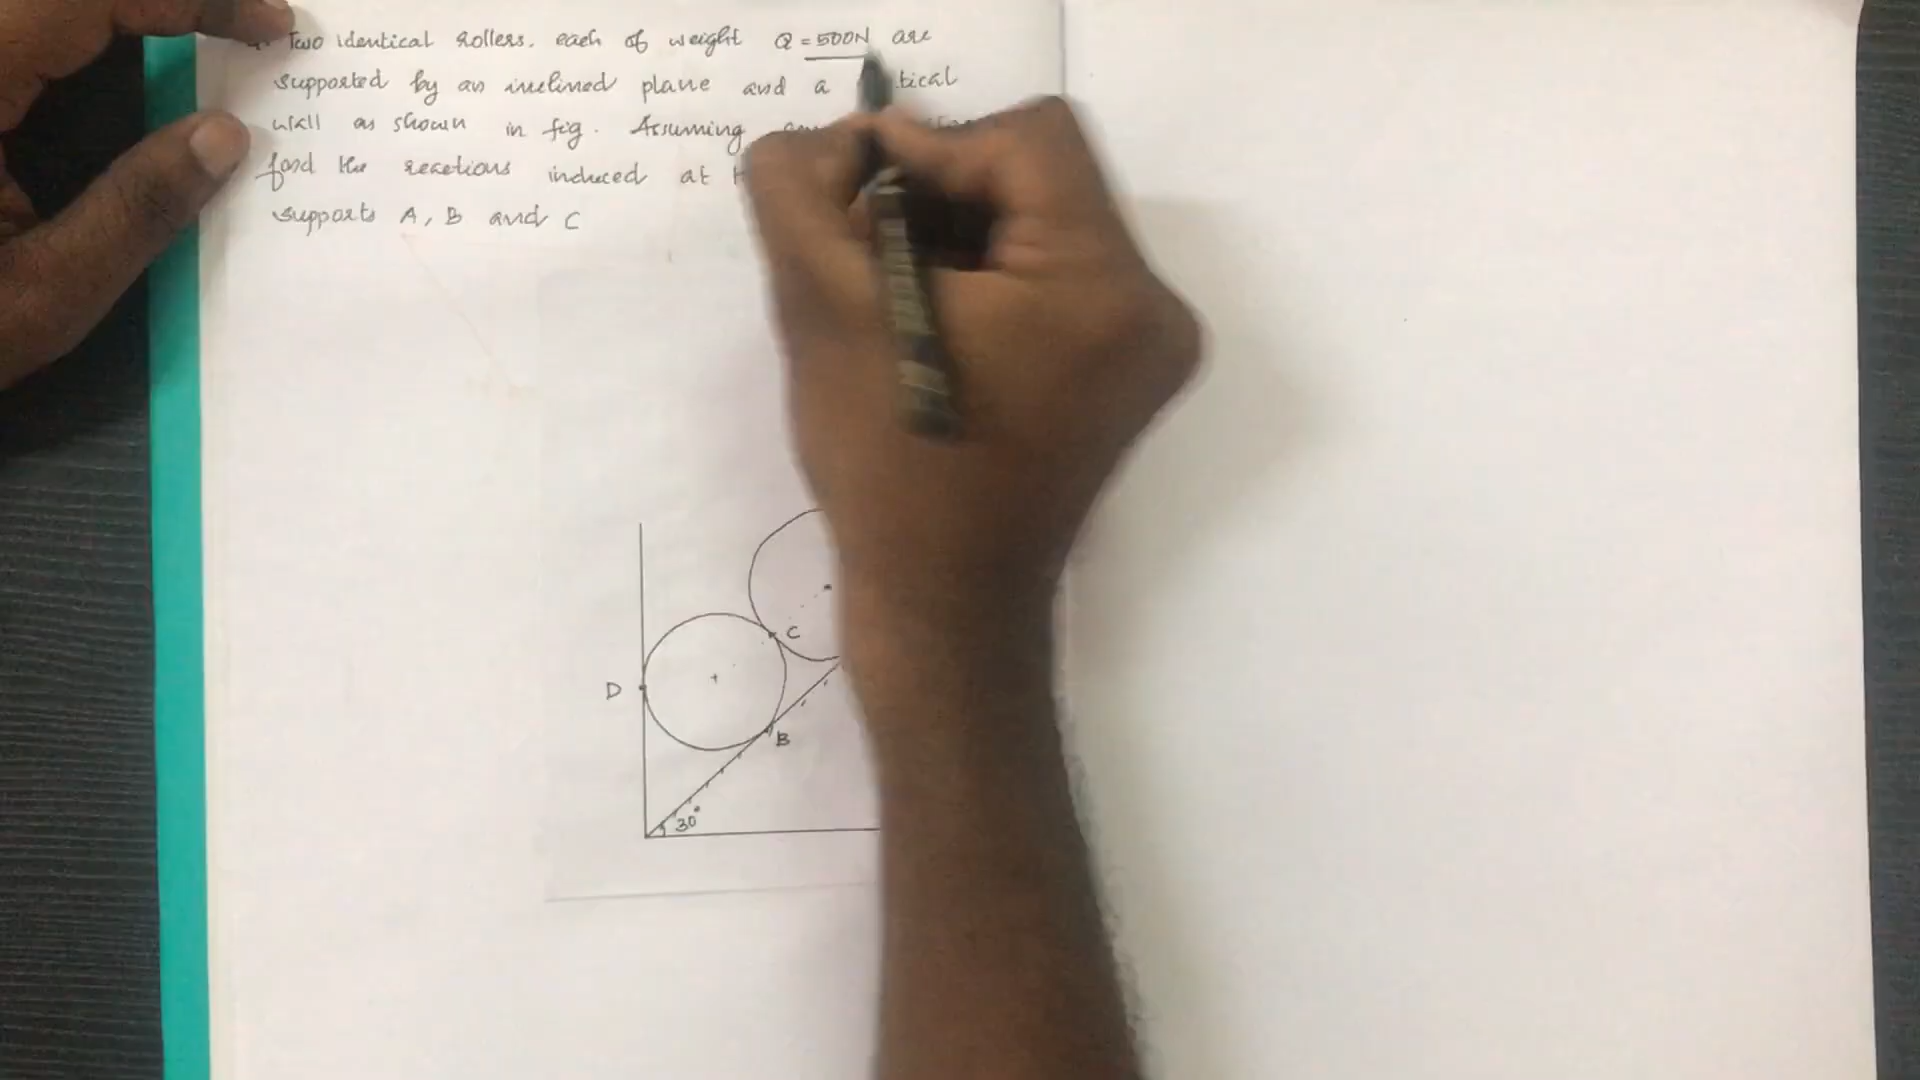 Two identical rollers, each of weight Q = 500N are
supported by an inclined plane and a
wall as shown in fig. Assuming
find the reactions induced at
supports A, B and C
C
D
B
30°